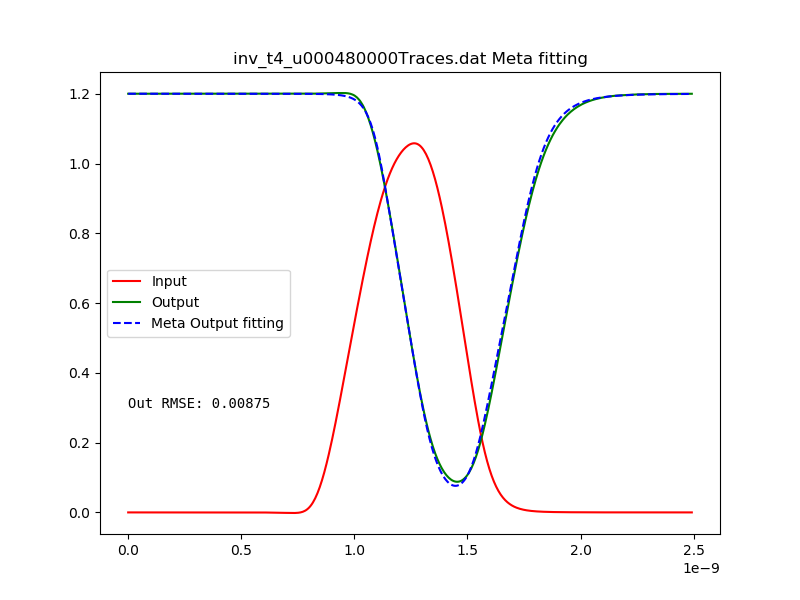 inv_t4_u000480000Traces.dat Meta fitting
1.2
1.0
0.8
0.6
0.4
0.2
0.0
Input
Output
Meta Output fitting
Out RMSE: 0.00875
0.0
0.5
1.0
1.5
2.0
2.5
1e−9